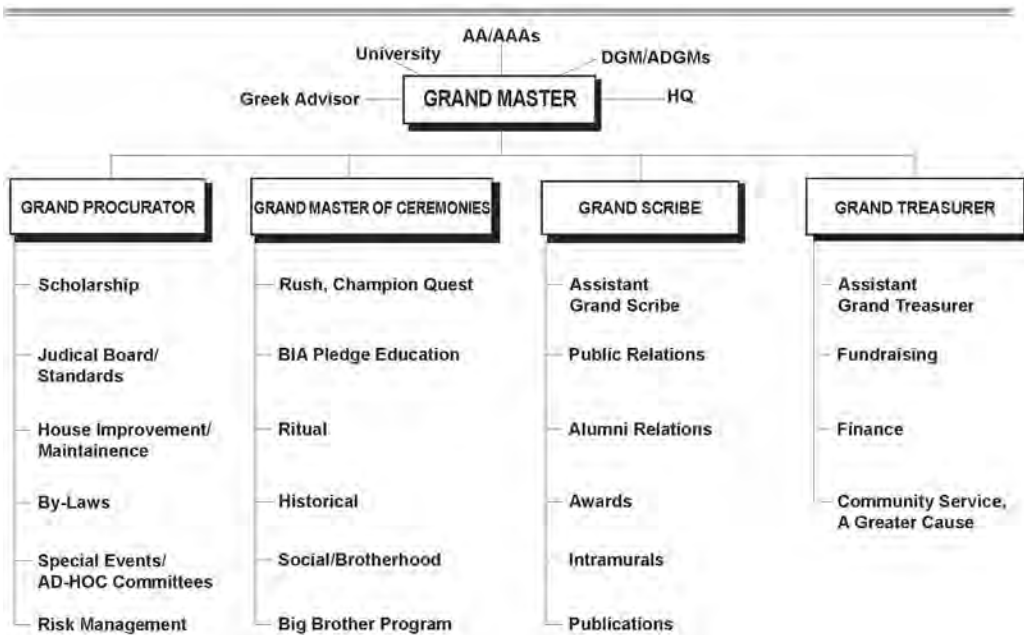 AA/AAAs
University
DGM/ADGMs
Greek Advisor
GRAND MASTER
HQ
GRAND PROCURATOR
GRAND MASTER OF CEREMONIES
GRAND SCRIBE
GRAND TREASURER
Scholarship
Judical Board/
Standards
House Improvement/
Maintainence
By-Laws
Special Events/
AD-HOC Committees
Risk Management
Rush, Champion Quest
BIA Pledge Education
Ritual
Historical
Social/Brotherhood
Big Brother Program
Assistant
Grand Scribe
Public Relations
Alumni Relations
Awards
Intramurals
Publications
Assistant
Grand Treasurer
Fundraising
Finance
Community Service,
A Greater Cause